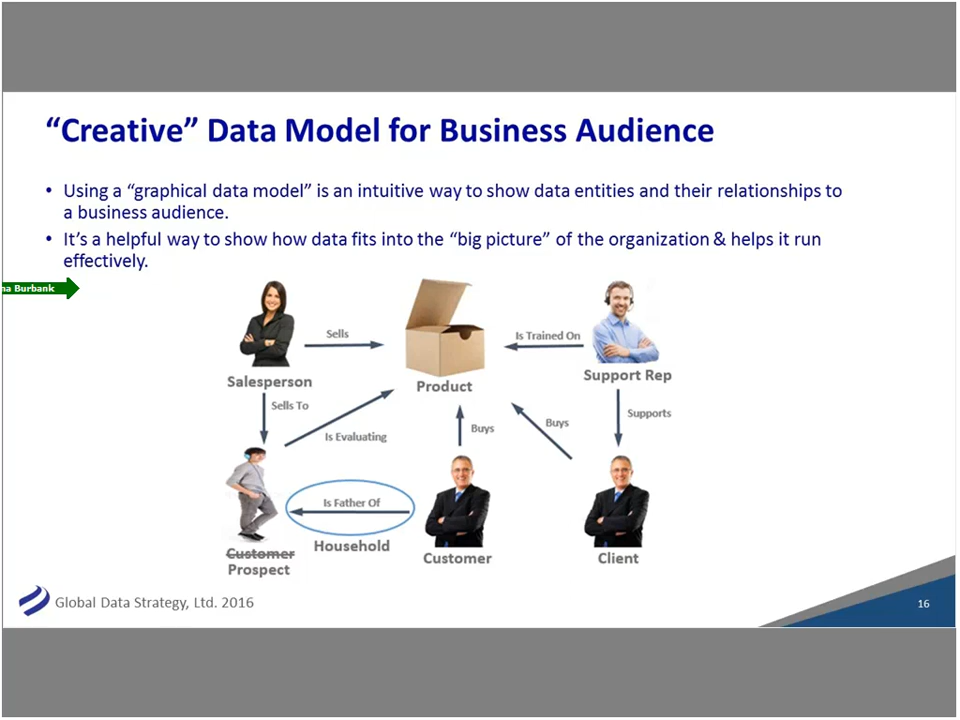 “Creative” Data Model for Business Audience
• Using a “graphical data model” is an intuitive way to show data entities and their relationships to
a business audience.
• It’s a helpful way to show how data fits into the “big picture” of the organization & helps it run
effectively.
na Burbank
Sells
Is Trained On
Salesperson
Product
Support Rep
Sells To
Supports
Is Evaluating
Buys
Buys
Is Father Of
Household
Customer
Prospect
Customer
Client
Global Data Strategy, Ltd. 2016
16